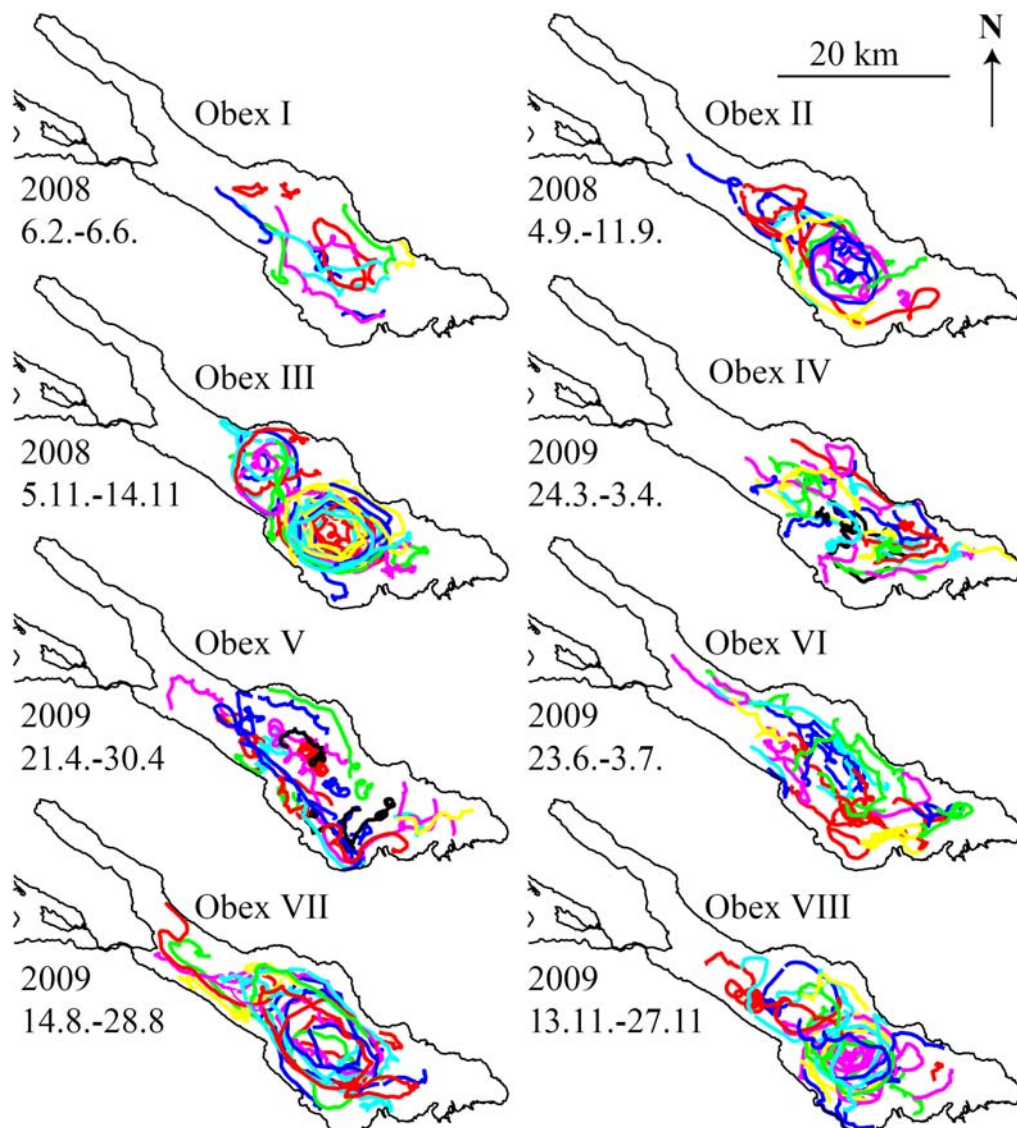 N
20 km
Obex I
Obex II
2008
6.2.-6.6.
2008
4.9.-11.9.
Obex III
Obex IV
2008
5.11.-14.11
2009
24.3.-3.4.
Obex V
Obex VI
2009
21.4.-30.4
2009
23.6.-3.7.
Obex VII
Obex VIII
2009
14.8.-28.8
2009
13.11.-27.11